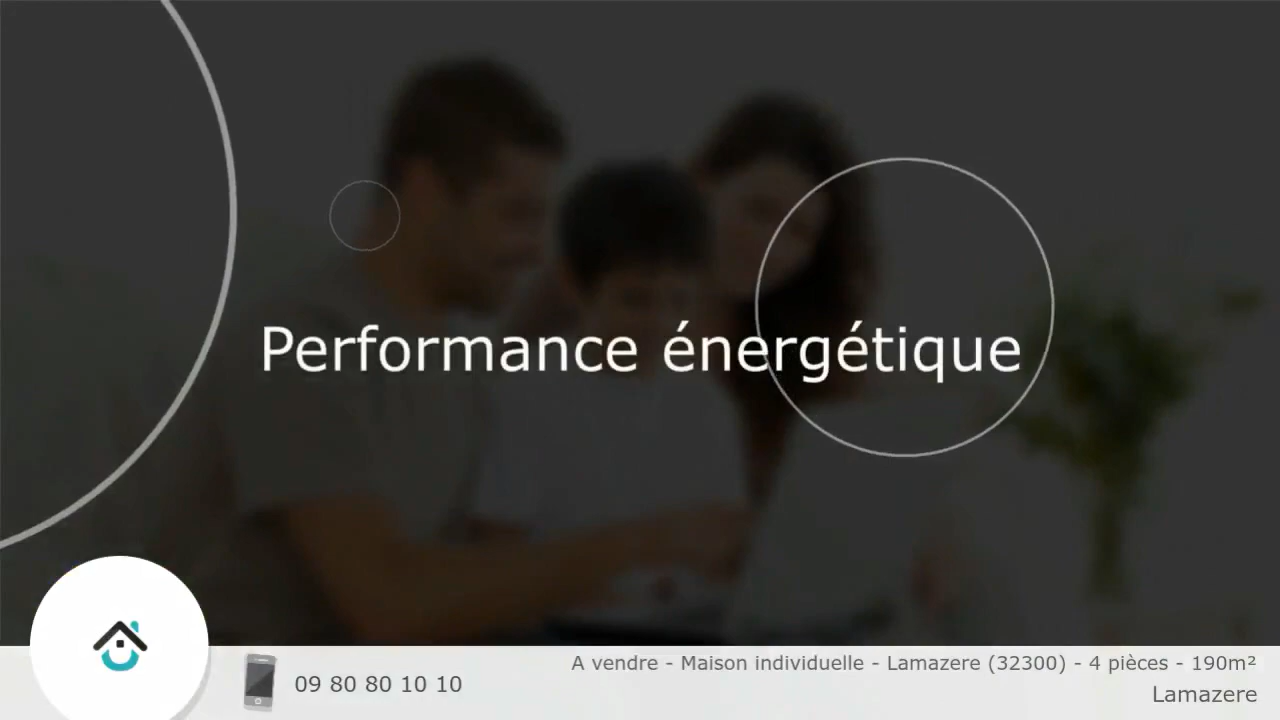 Performance énergétique
A vendre - Maison individuelle - Lamazere (32300) - 4 pièces - 190m²
09 80 80 10 10
Lamazere